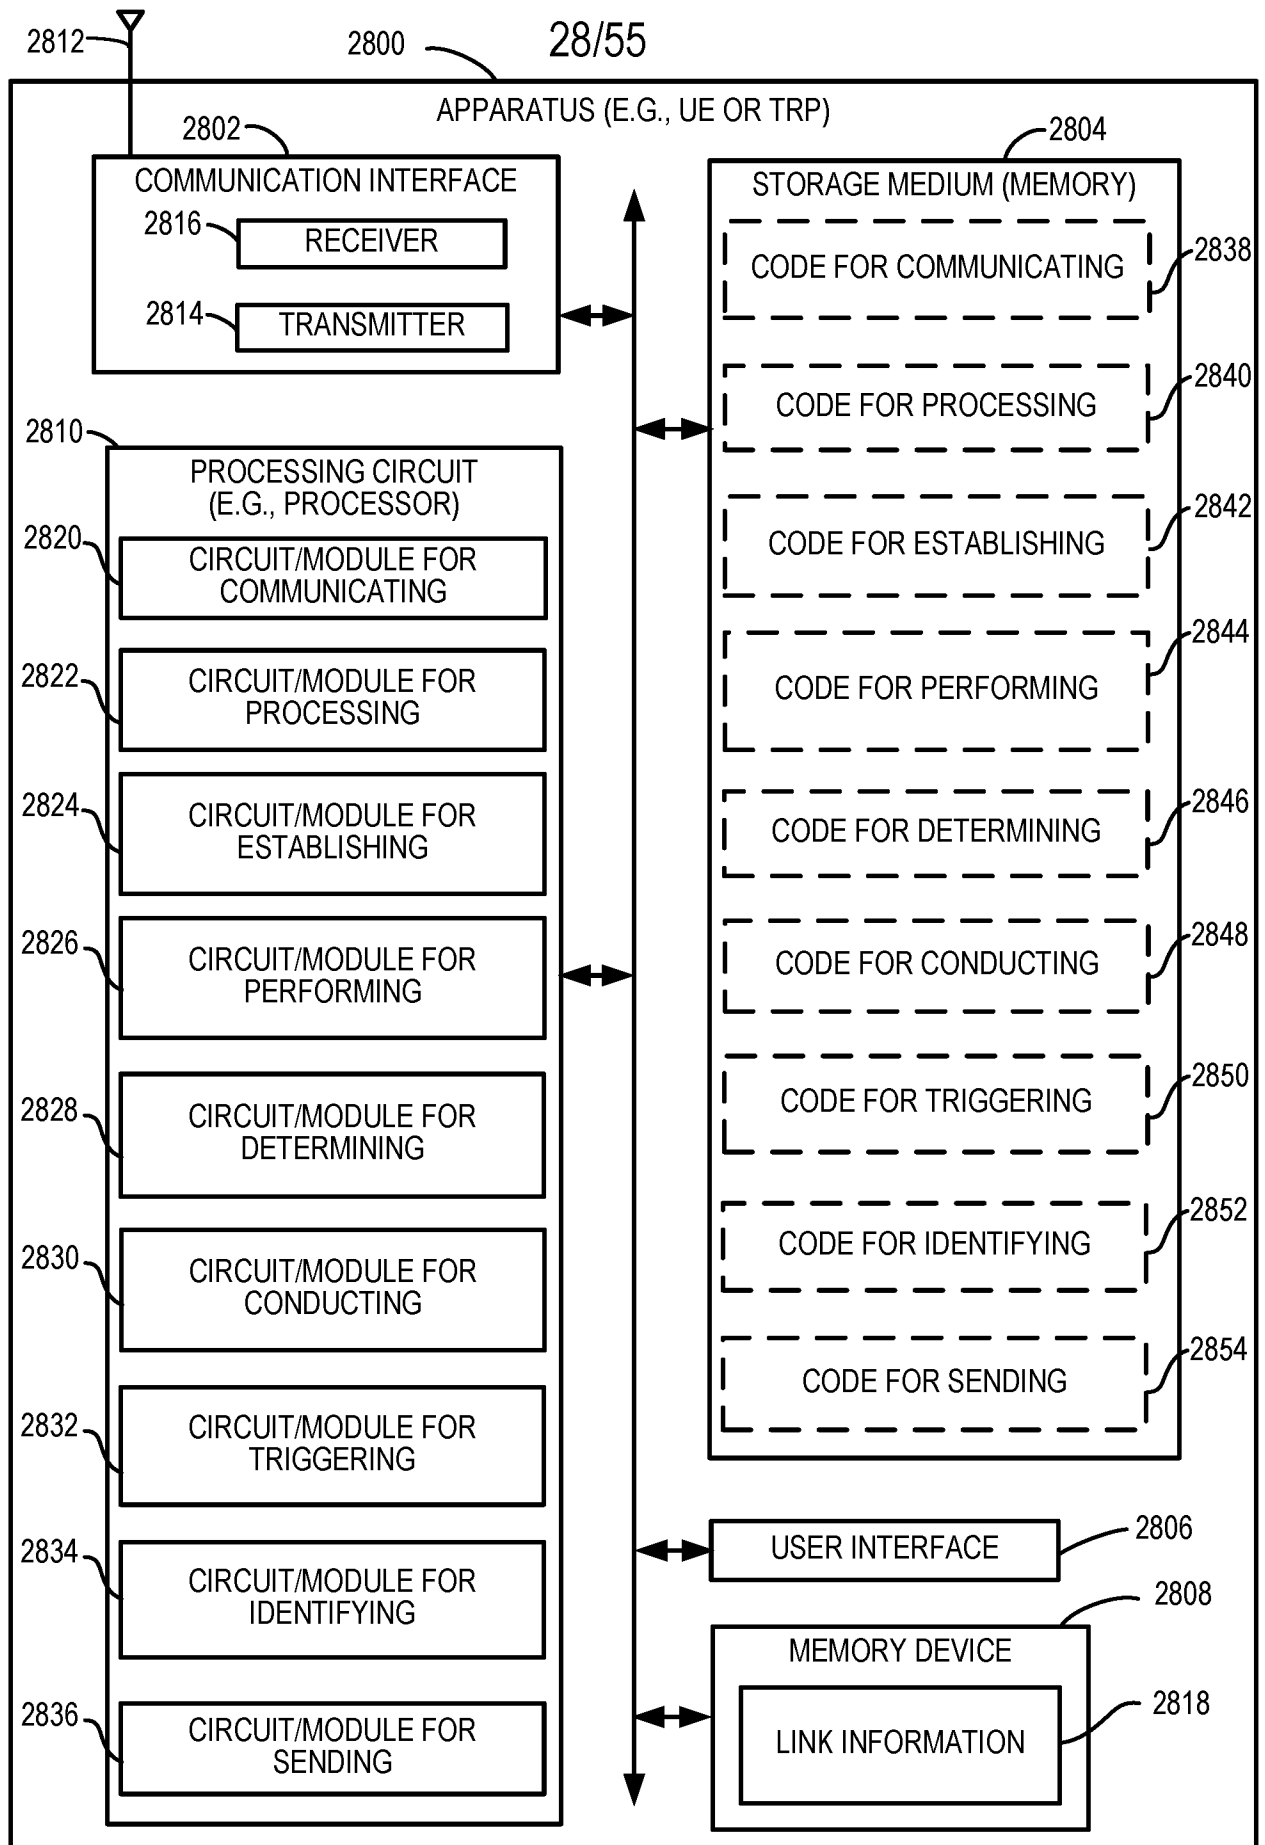 28/55
2812
2800
APPARATUS (E.G., UE OR TRP)
2802
COMMUNICATION INTERFACE
2816
RECEIVER
2814
TRANSMITTER
2810
PROCESSING CIRCUIT
(E.G., PROCESSOR)
2820
CIRCUIT/MODULE FOR
COMMUNICATING
2822
CIRCUIT/MODULE FOR
PROCESSING
2824
CIRCUIT/MODULE FOR
ESTABLISHING
2826
CIRCUIT/MODULE FOR
PERFORMING
2828
CIRCUIT/MODULE FOR
DETERMINING
2830
CIRCUIT/MODULE FOR
CONDUCTING
2832
CIRCUIT/MODULE FOR
TRIGGERING
2834
CIRCUIT/MODULE FOR
IDENTIFYING
2836
CIRCUIT/MODULE FOR
SENDING
2804
STORAGE MEDIUM (MEMORY)
CODE FOR COMMUNICATING
2838
CODE FOR PROCESSING
2840
CODE FOR ESTABLISHING
2842
CODE FOR PERFORMING
2844
CODE FOR DETERMINING
2846
CODE FOR CONDUCTING
2848
CODE FOR TRIGGERING
2850
CODE FOR IDENTIFYING
2852
CODE FOR SENDING
2854
USER INTERFACE
2806
2808
MEMORY DEVICE
LINK INFORMATION
2818